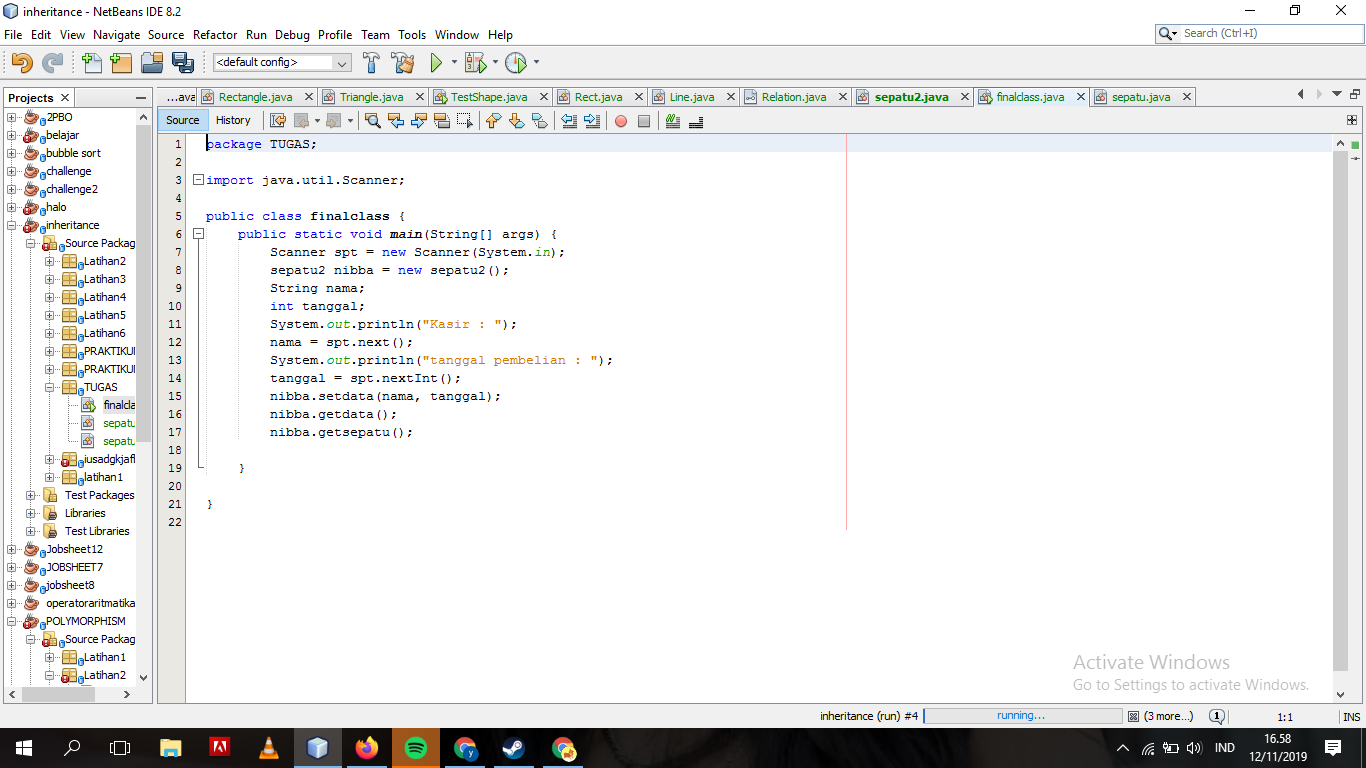 inheritance - NetBeans IDE 8.2
File Edit View Navigate Source Refactor Run Debug Profile Team Tools Window Help
Search (Ctrl+I)
<default config>
Projects
...ava Rectangle.java Triangle.java TestShape.java Rect.java Line.java Relation.java sepatu2.java finalclass.java sepatu.java
Source History
2PBO
belajar
bubble sort
challenge
challenge2
halo
inheritance
Source Packag
Latihan2
Latihan3
Latihan4
Latihan5
Latihan6
PRAKTIKUI
PRAKTIKUI
TUGAS
finalcla
sepatu
sepatu
iusadgkjafl
latihan1
Test Packages
Libraries
Test Libraries
Jobsheet12
JOBSHEET7
jobsheet8
operatoraritmatika
POLYMORPHISM
Source Packag
Latihan1
Latihan2
1 package TUGAS;
2
3 import java.util.Scanner;
4
5 public class finalclass {
6 public static void main(String[] args) {
7 Scanner spt = new Scanner(System.in);
8 sepatu2 nibba = new sepatu2();
9 String nama;
10 int tanggal;
11 System.out.println("Kasir : ");
12 nama = spt.next();
13 System.out.println("tanggal pembelian : ");
14 tanggal = spt.nextInt();
15 nibba.setdata(nama, tanggal);
16 nibba.getdata();
17 nibba.getsepatu();
18
19 }
20
21 }
22
Activate Windows
Go to Settings to activate Windows.
inheritance (run) #4 running... (3 more...) 1 1:1 INS
IND
16.58
12/11/2019